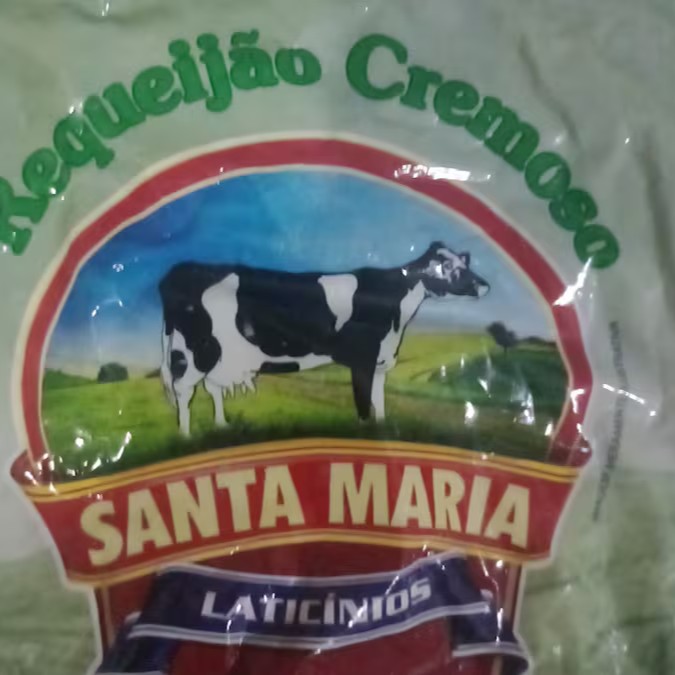 Requeijão Cremoso
SANTA MARIA
LATICÍNIOS